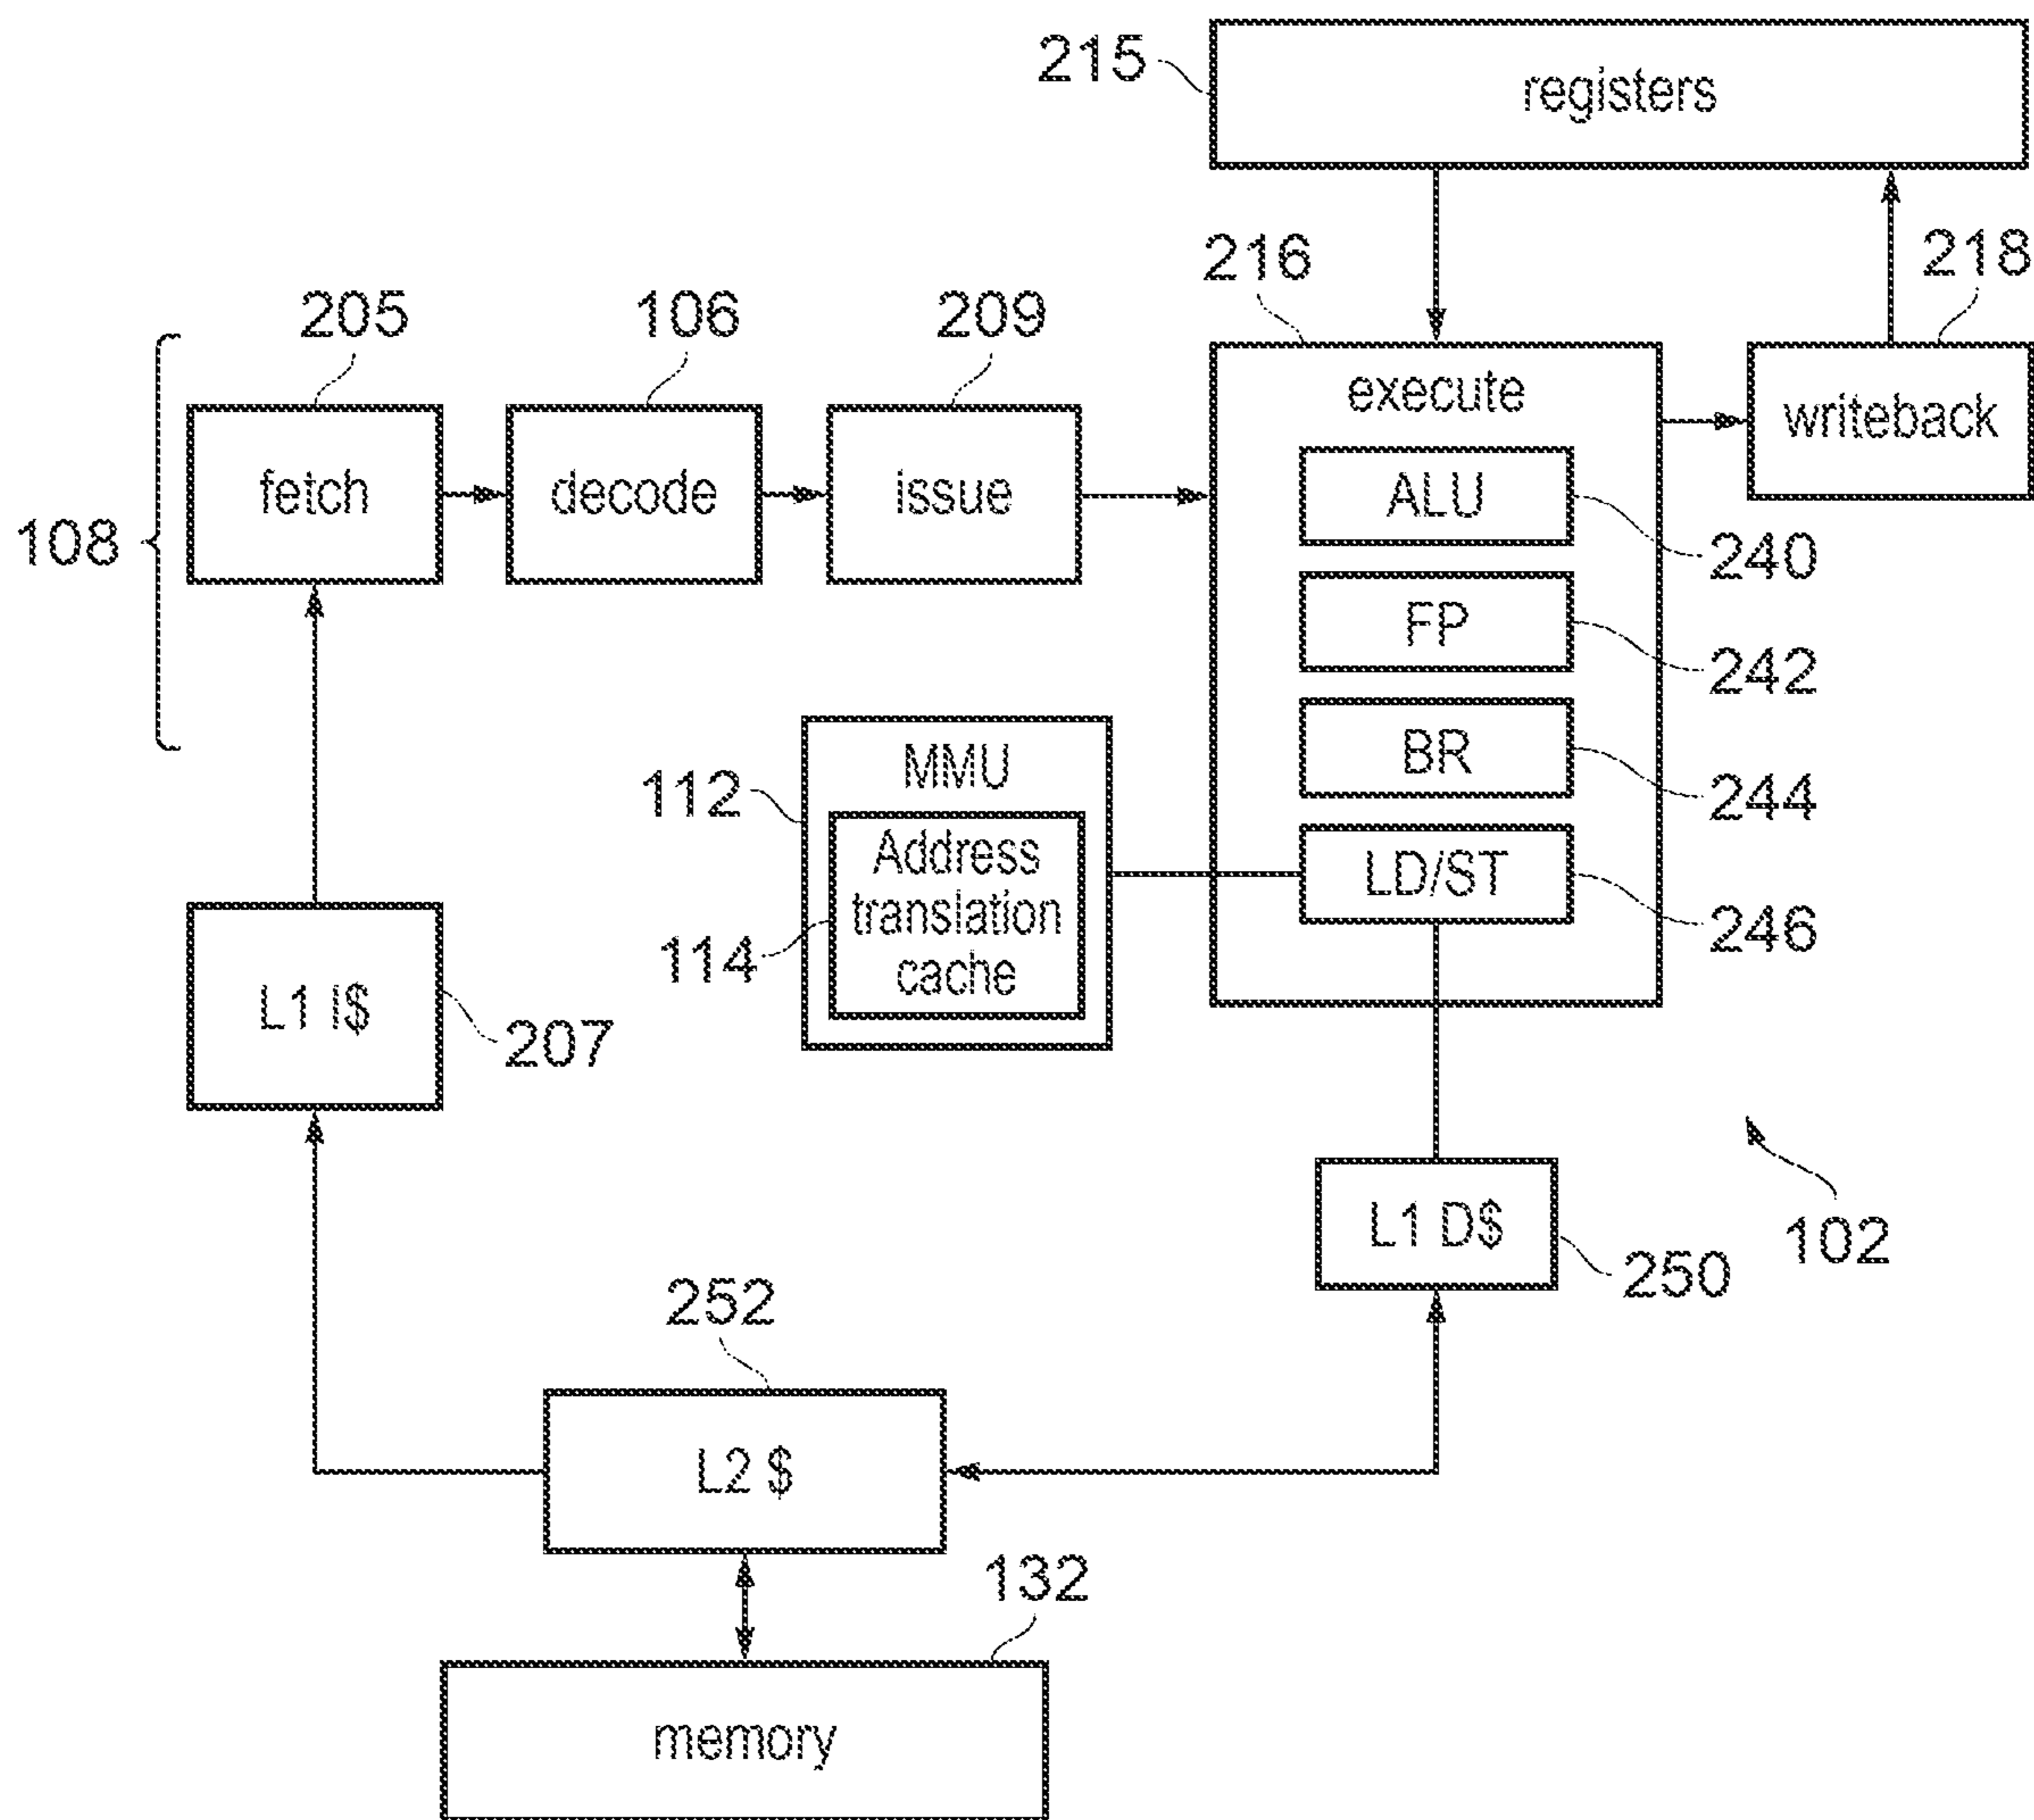 215
registers
216
218
205
106
209
execute
writeback
fetch
decode
issue
ALU
108
240
FP
242
MMU
BR
112
244
Address
translation
cache
LD/ST
114
246
L1 I$
207
L1 D$
102
250
252
L2 $
132
memory